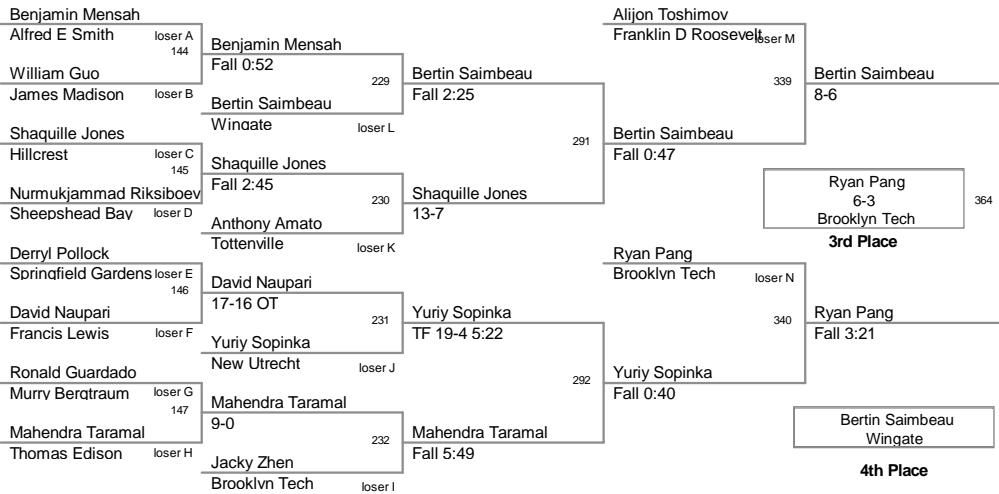 Benjamin Mensah
Alfred E Smith
loser A
144
William Guo
James Madison
loser B
Shaquille Jones
Hillcrest
loser C
145
Nurmukjammad Riksiboev
Sheepshead Bay
loser D
Derryl Pollock
Springfield Gardens
loser E
146
David Naupari
Francis Lewis
loser F
Ronald Guardado
Murry Bergtraum
loser G
147
Mahendra Taramal
Thomas Edison
loser H
Benjamin Mensah
Fall 0:52
229
Bertin Saimbeau
Wingate
loser L
Shaquille Jones
Fall 2:45
230
Anthony Amato
Tottenville
loser K
David Naupari
17-16 OT
231
Yuriy Sopinka
New Utrecht
loser J
Mahendra Taramal
9-0
232
Jacky Zhen
Brooklyn Tech
loser I
Bertin Saimbeau
Fall 2:25
291
Shaquille Jones
13-7
Yuriy Sopinka
TF 19-4 5:22
292
Mahendra Taramal
Fall 5:49
Alijon Toshimov
Franklin D Roosevelt
loser M
339
Bertin Saimbeau
Fall 0:47
Ryan Pang
Brooklyn Tech
loser N
340
Yuriy Sopinka
Fall 0:40
Bertin Saimbeau
8-6
Ryan Pang
6-3
Brooklyn Tech
364
3rd Place
Ryan Pang
Fall 3:21
Bertin Saimbeau
Wingate
4th Place